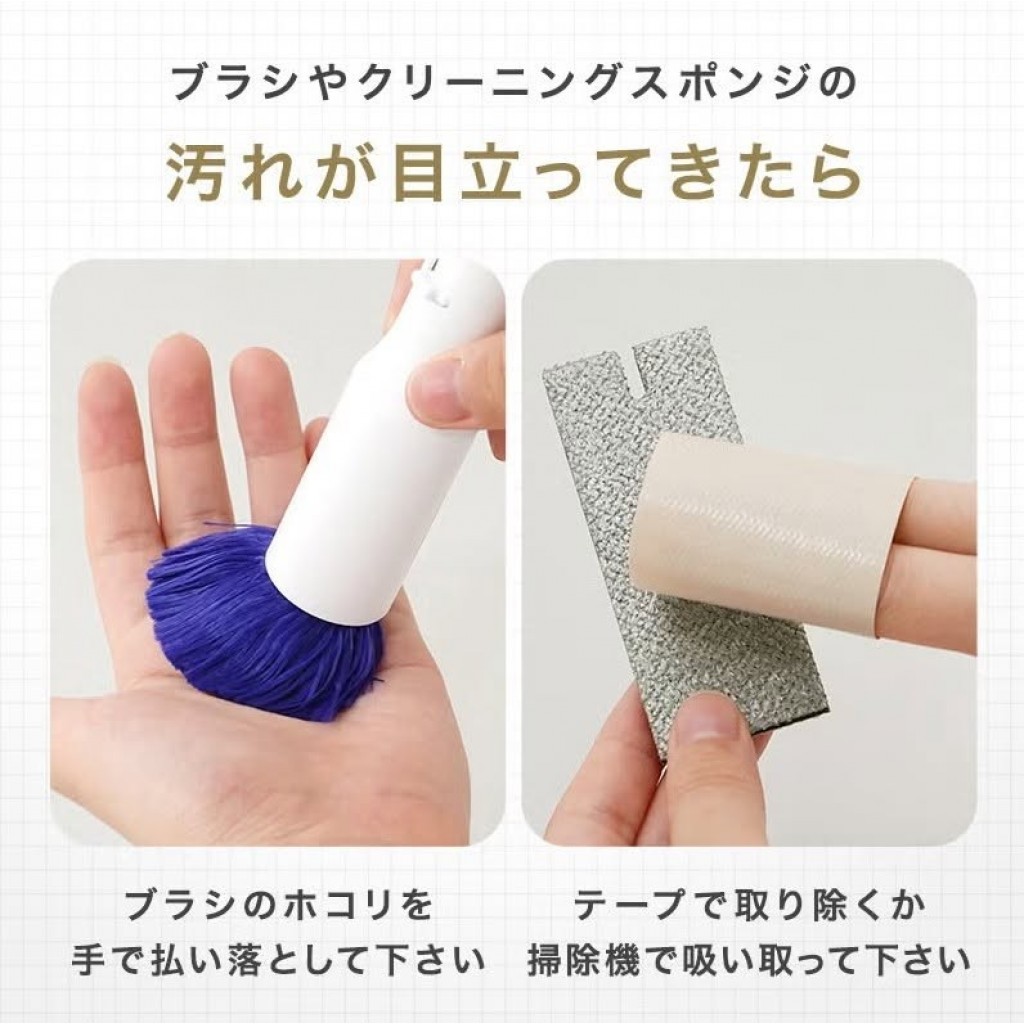 ブラシやクリーニングスポンジの
汚れが目立ってきたら
ブラシのホコリを
手で払い落として下さい
テープで取り除くか
掃除機で吸い取って下さい